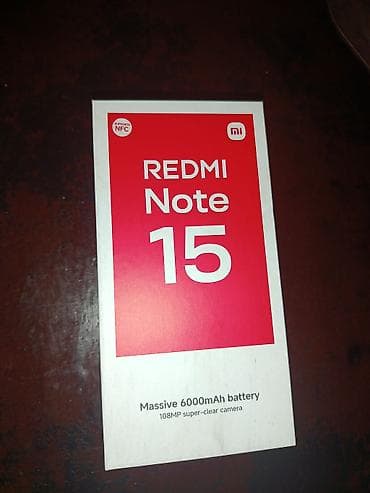 NFC
mi
REDMI
Note
15
Massive 6000mAh battery
108MP super-clear camera